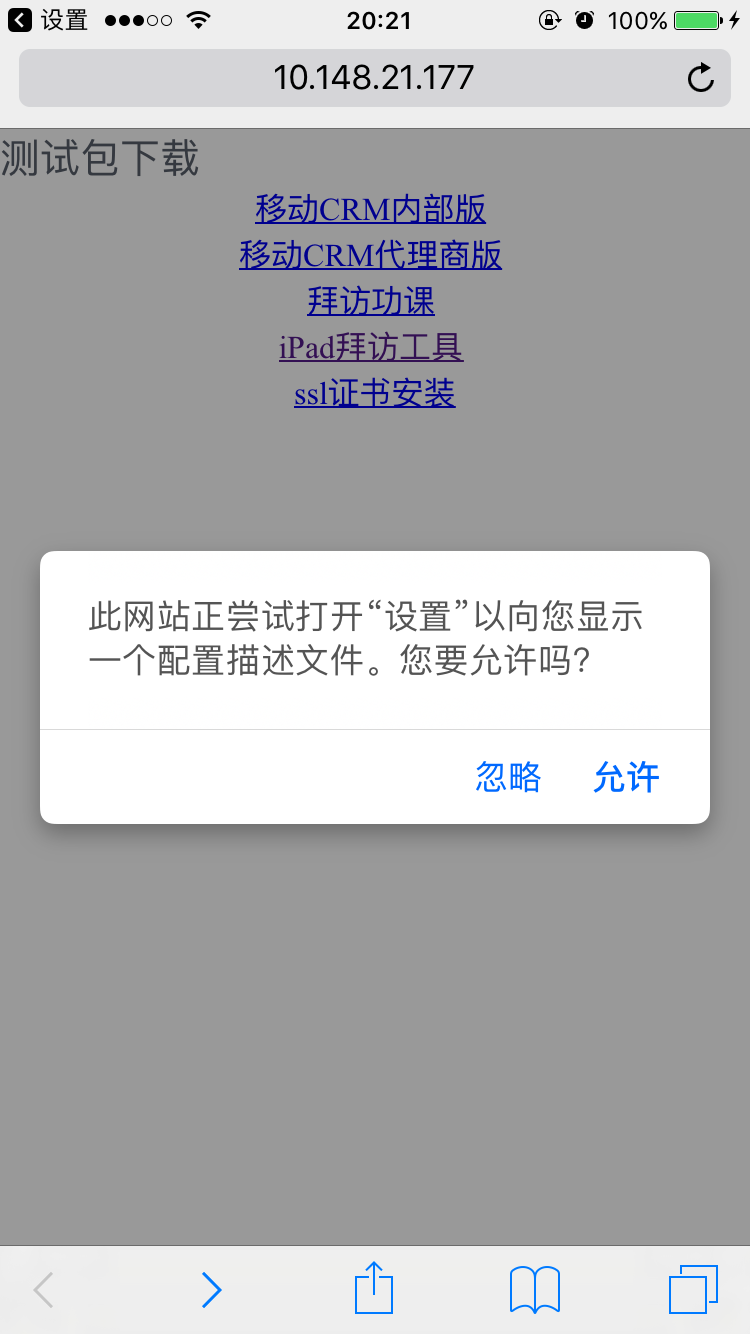 设置 20:21 100%
10.148.21.177
测试包下载
移动CRM内部版
移动CRM代理商版
拜访功课
iPad拜访工具
ssl证书安装
此网站正尝试打开“设置”以向您显示
一个配置描述文件。您要允许吗?
忽略 允许